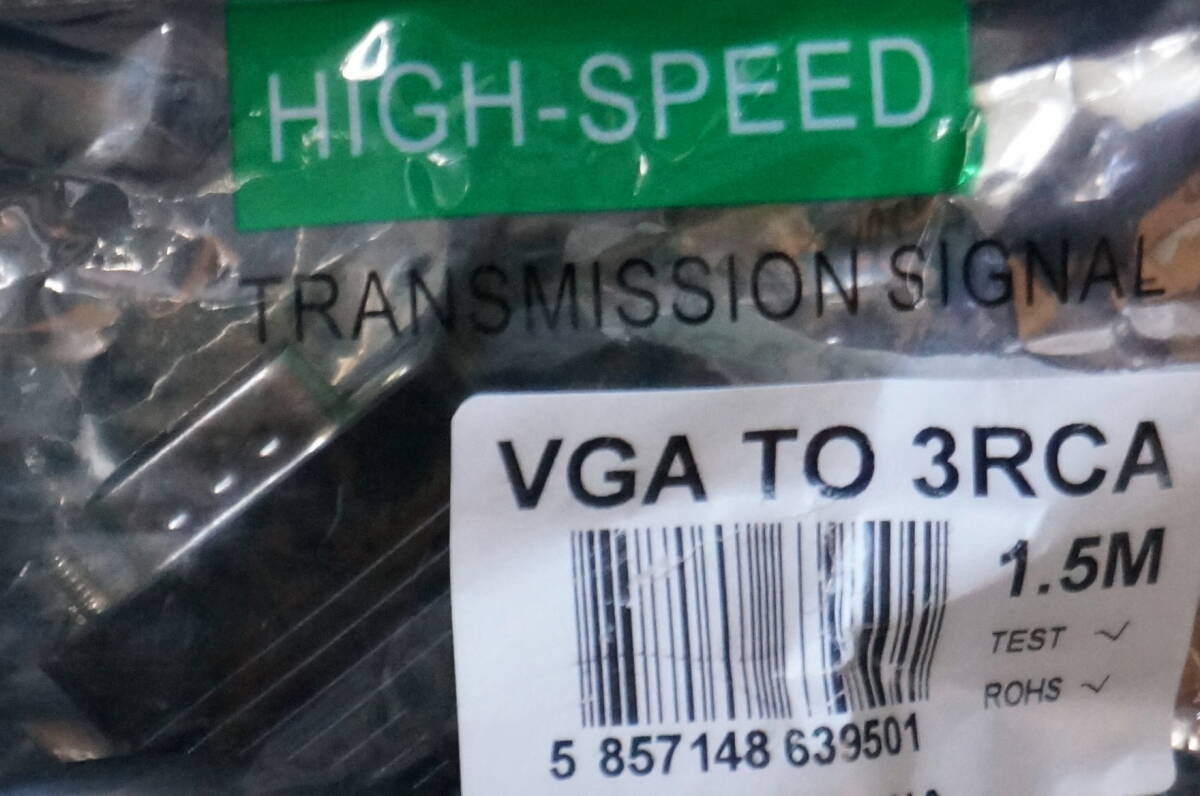 HIGH-SPEED
TRANSMISSION SIGNAL
VGA TO 3RCA
1.5M
TEST ✓
ROHS ✓
5 857148 639501